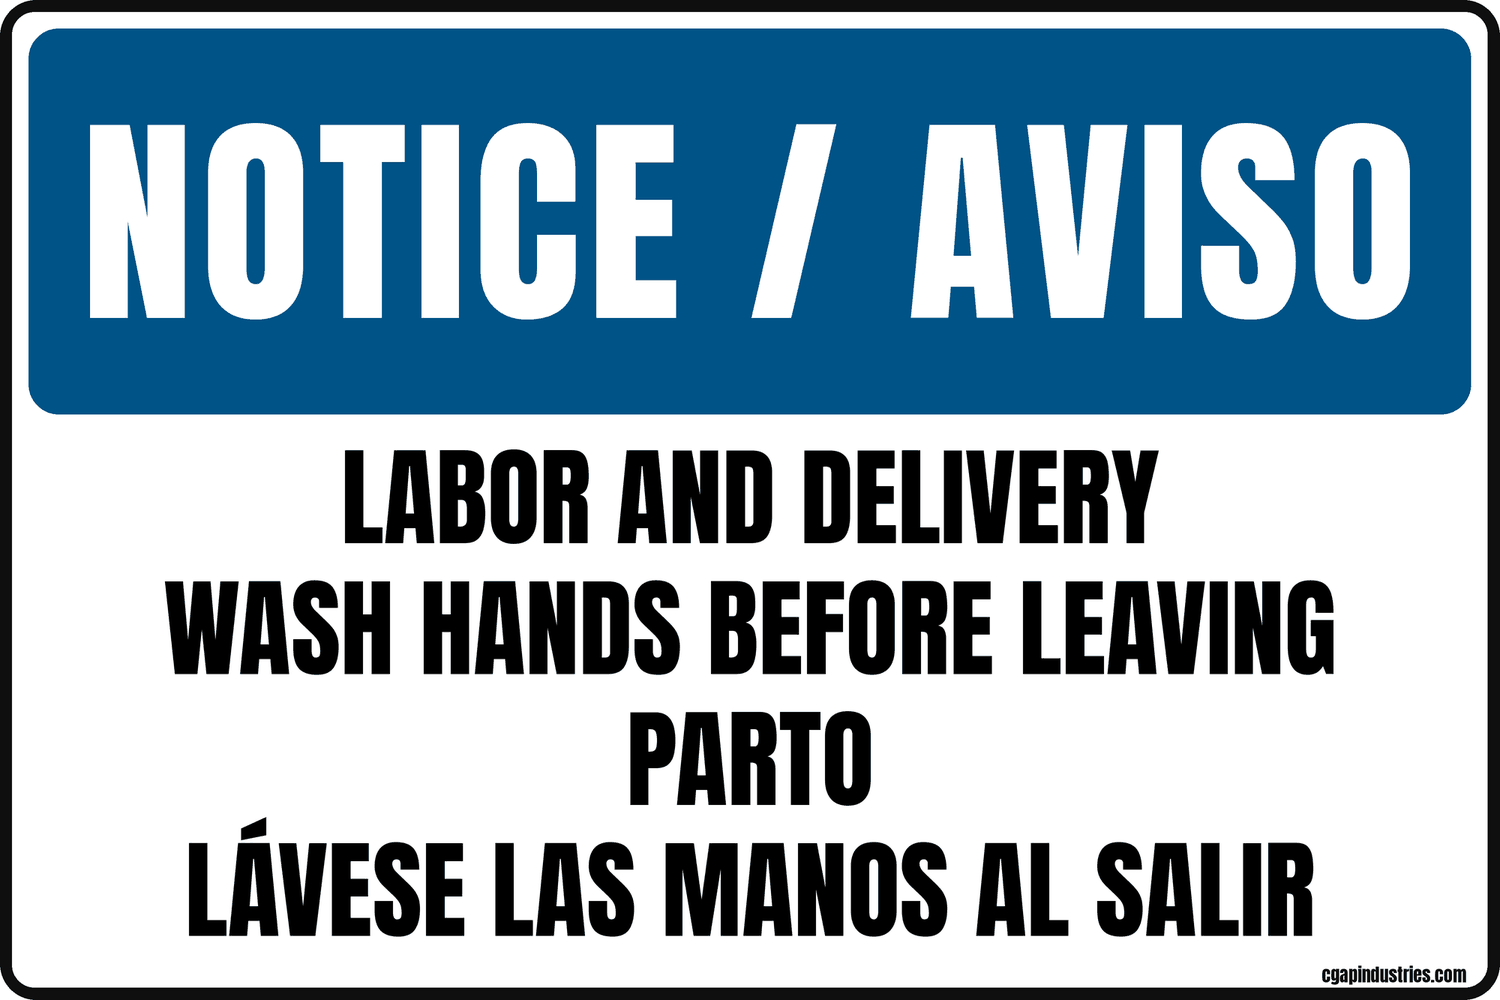 NOTICE / AVISO
LABOR AND DELIVERY
WASH HANDS BEFORE LEAVING
PARTO
LÁVESE LAS MANOS AL SALIR
cgapindustries.com